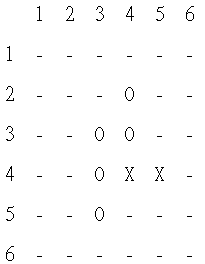 1 2 3 4 5 6
1 - - - - - -
2 - - - O - -
3 - - O O - -
4 - - O X X -
5 - - O - - -
6 - - - - - -